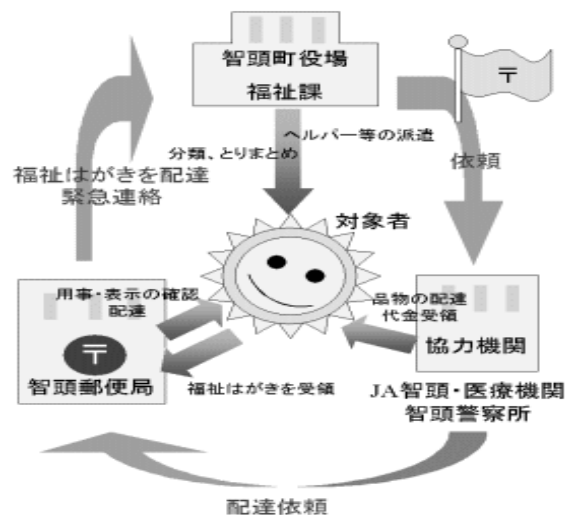 智頭町役場
福祉課
〒
ヘルパー等の派遣
分類、とりまとめ
依頼
福祉はがきを配達
緊急連絡
対象者
用事・表示の確認
配達
品物の配達
代金受領
〒
協力機関
智頭郵便局
福祉はがきを受領
JA智頭・医療機関
智頭警察所
配達依頼